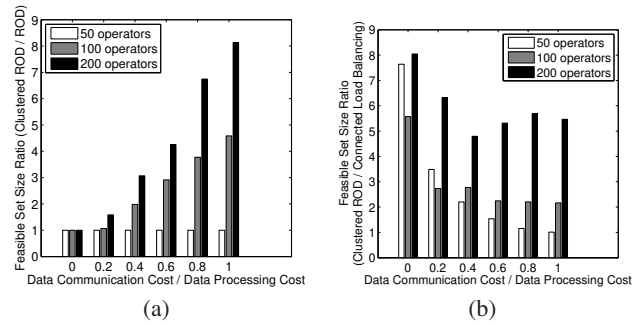 Feasible Set Size Ratio (Clustered ROD / ROD)
9
8
7
6
5
4
3
2
1
0
50 operators
100 operators
200 operators
0 0.2 0.4 0.6 0.8 1
Data Communication Cost / Data Processing Cost
(a)
Feasible Set Size Ratio
(Clustered ROD / Connected Load Balancing)
9
8
7
6
5
4
3
2
1
0
50 operators
100 operators
200 operators
0 0.2 0.4 0.6 0.8 1
Data Communication Cost / Data Processing Cost
(b)